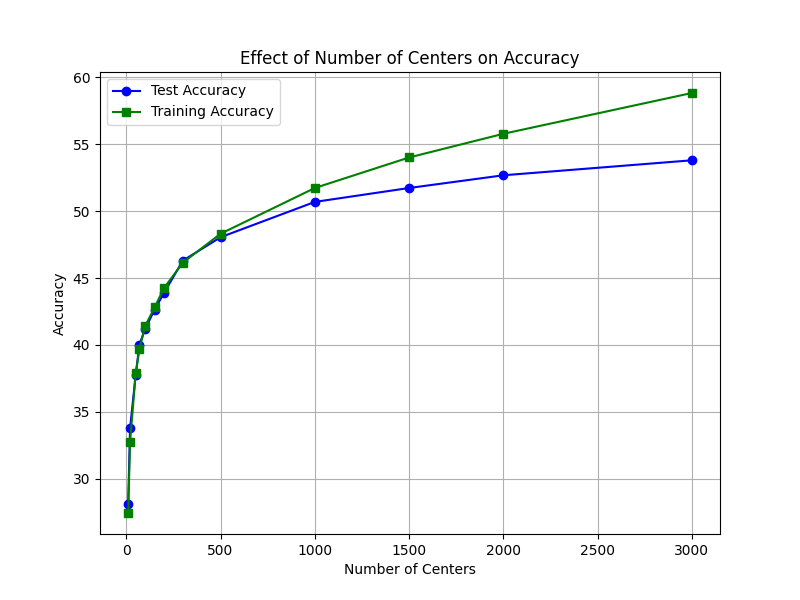 Effect of Number of Centers on Accuracy
Test Accuracy
Training Accuracy
60
55
50
45
40
35
30
Accuracy
0
500
1000
1500
2000
2500
3000
Number of Centers